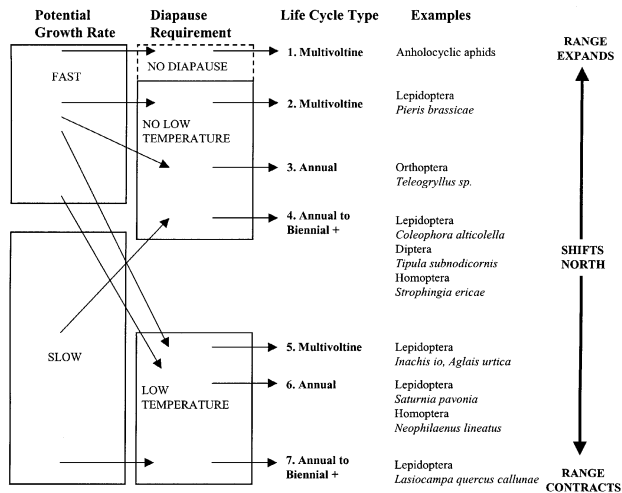 Potential
Growth Rate
Diapause
Requirement
Life Cycle Type
Examples
FAST
NO DIAPAUSE
1. Multivoltine
Anholocyclic aphids
RANGE
EXPANDS
NO LOW
TEMPERATURE
2. Multivoltine
Lepidoptera
Pieris brassicae
3. Annual
Orthoptera
Teleogryllus sp.
4. Annual to
Biennial +
Lepidoptera
Coleophora alticolella
Diptera
Tipula subnodicornis
Homoptera
Strophingia ericae
SHIFTS
NORTH
SLOW
LOW
TEMPERATURE
5. Multivoltine
Lepidoptera
Inachis io, Aglais urtica
6. Annual
Lepidoptera
Saturnia pavonia
Homoptera
Neophilaenus lineatus
7. Annual to
Biennial +
Lepidoptera
Lasiocampa quercus callunae
RANGE
CONTRACTS